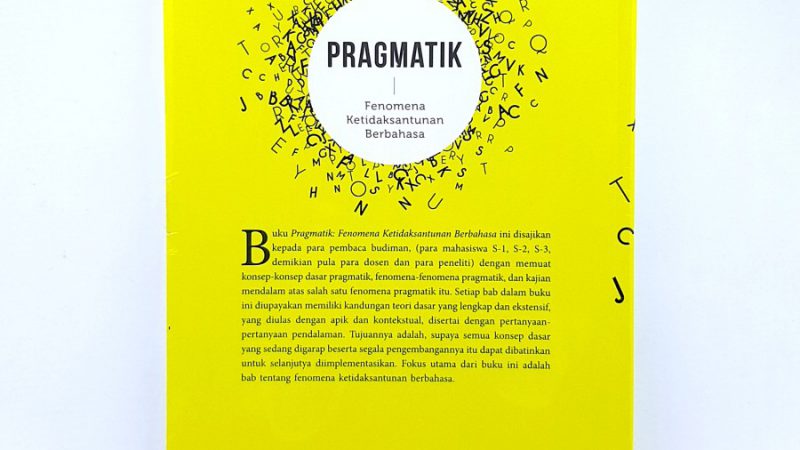 PRAGMATIK
Fenomena
Ketidaksantunan
Berbahasa
Buku Pragmatik: Fenomena Ketidaksantunan Berbahasa ini disajikan
kepada para pembaca budiman, (para mahasiswa S-1, S-2, S-3,
demikian pula para dosen dan para peneliti) dengan memuat
konsep-konsep dasar pragmatik, fenomena-fenomena pragmatik, dan kajian
mendalam atas salah satu fenomena pragmatik itu. Setiap bab dalam buku
ini diupayakan memiliki kandungan teori dasar yang lengkap dan ekstensif,
yang diulas dengan apik dan kontekstual, disertai dengan pertanyaan-
pertanyaan pendalaman. Tujuannya adalah, supaya semua konsep dasar
yang sedang digarap beserta segala pengembangannya itu dapat dibatinkan
untuk selanjutya diimplementasikan. Fokus utama dari buku ini adalah
bab tentang fenomena ketidaksantunan berbahasa.